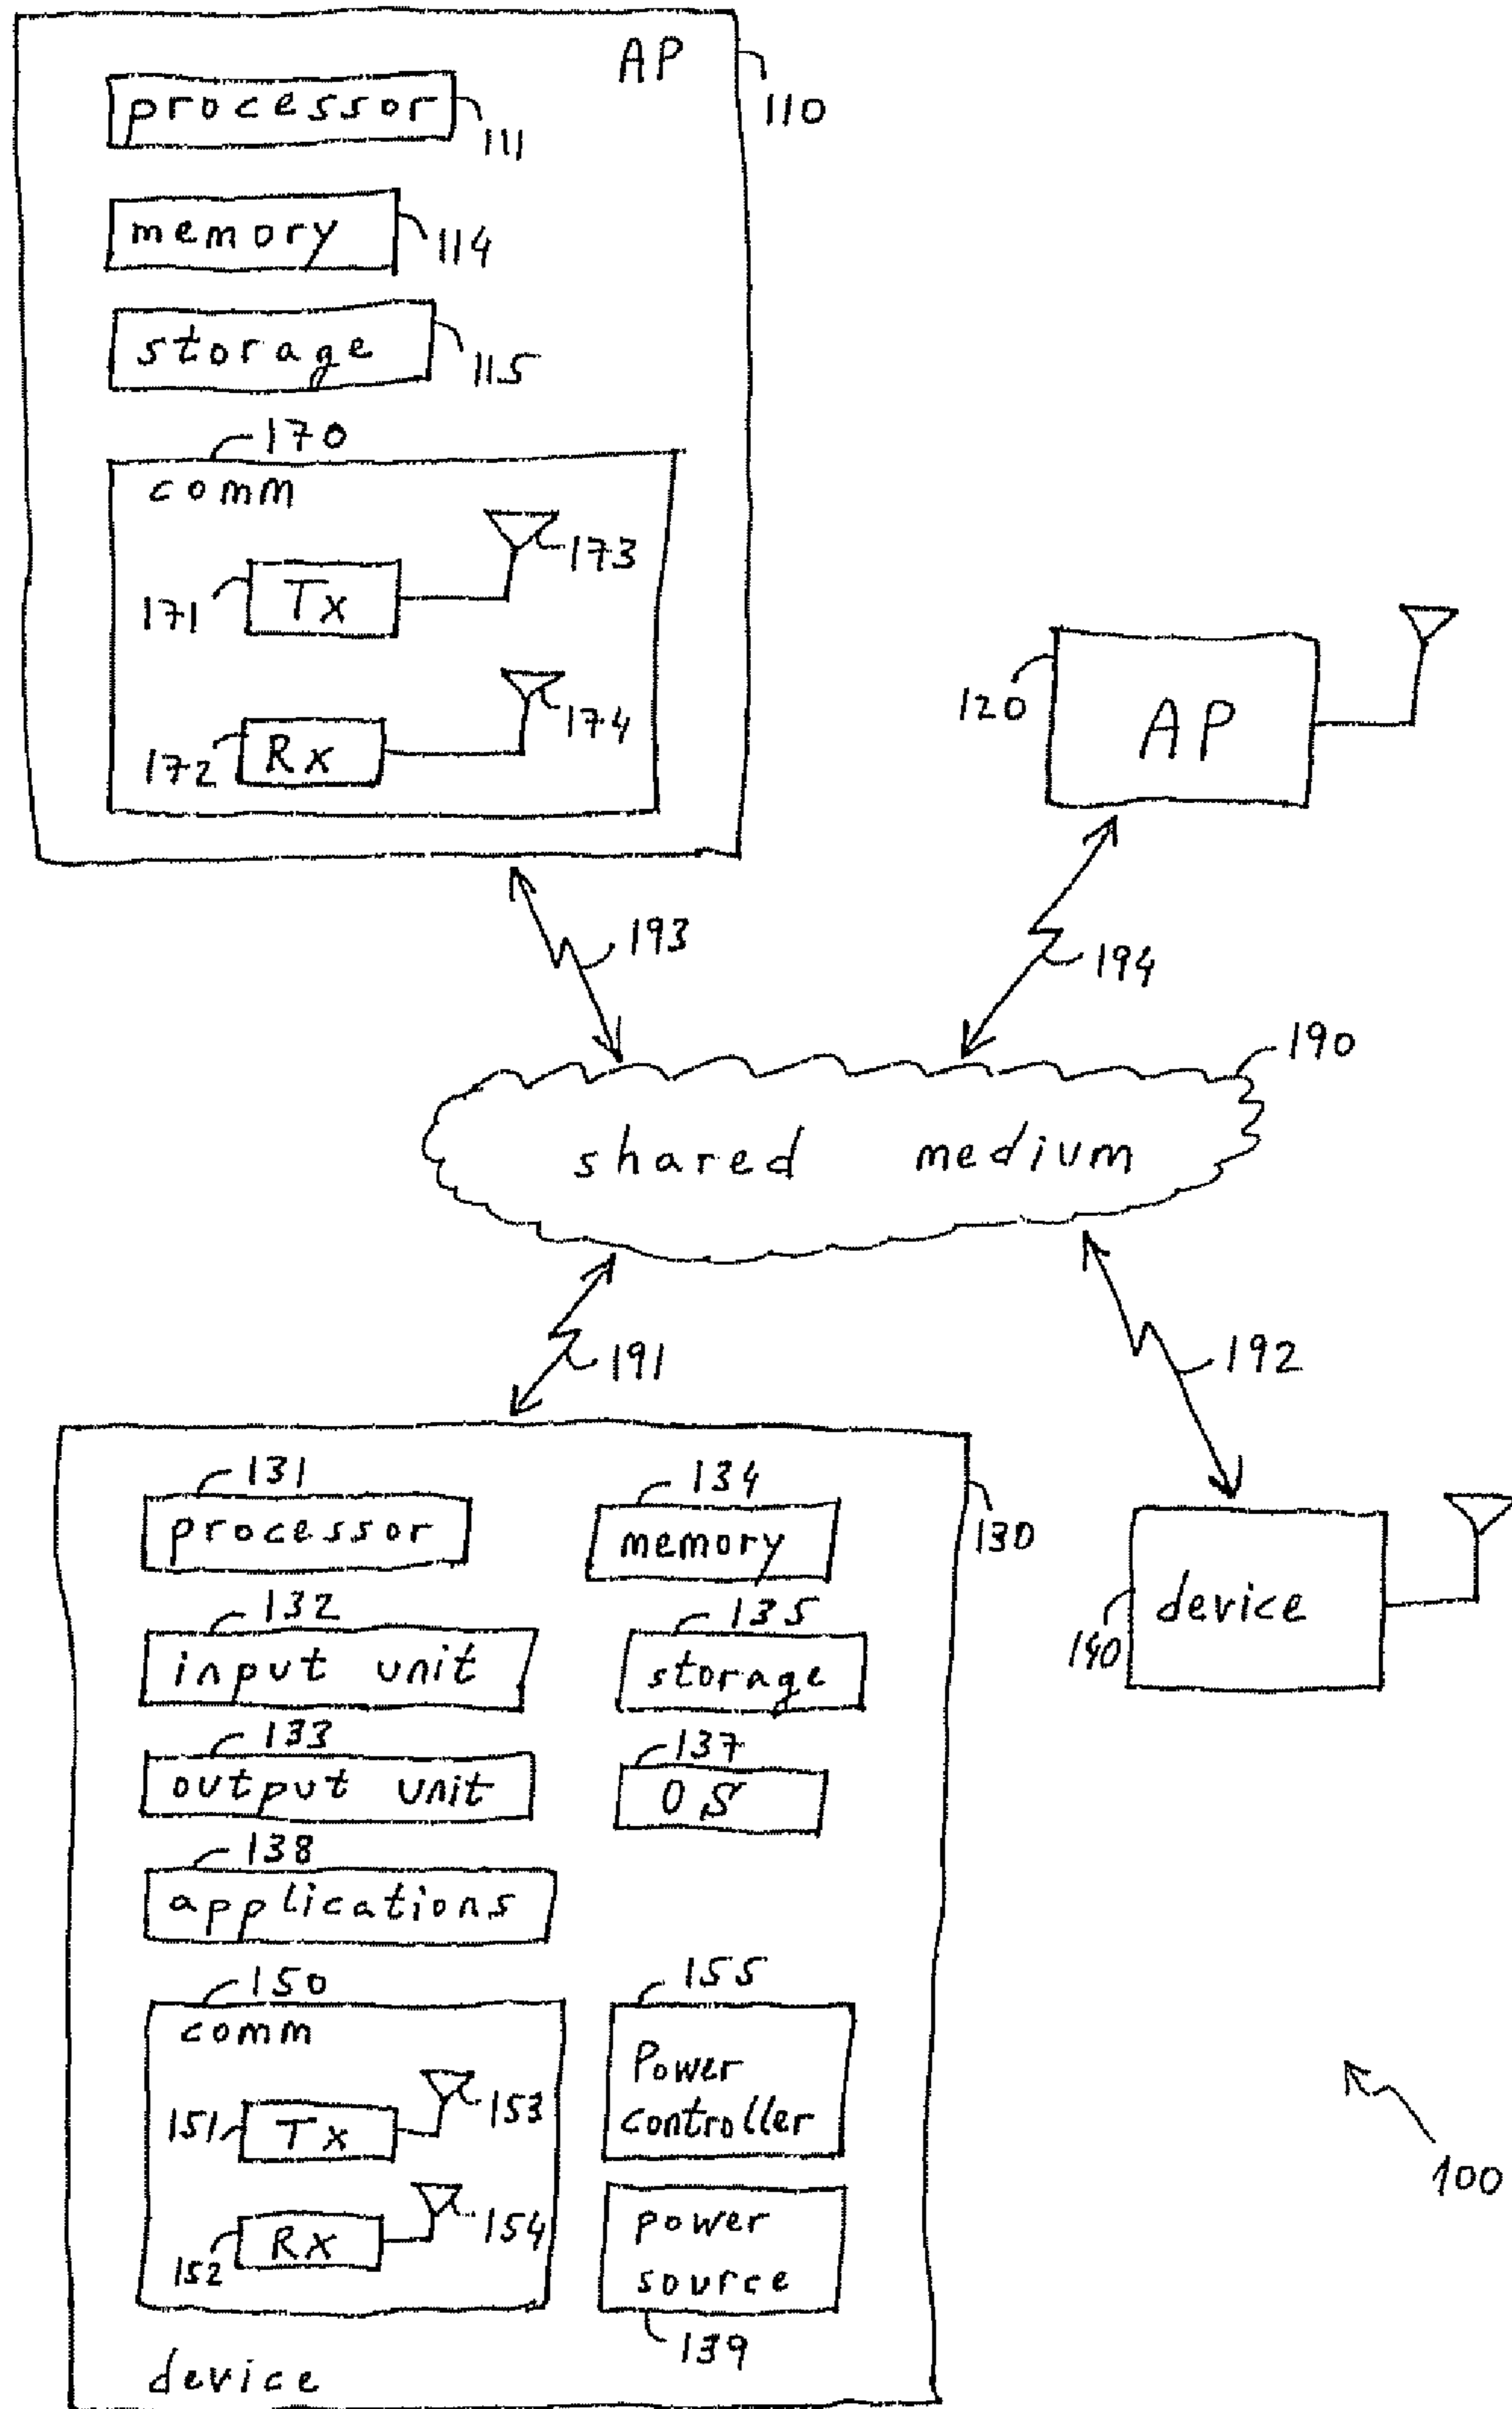 AP
110
processor
111
memory
114
storage
115
170
comm
171
Tx
173
172
Rx
174
120
AP
193
194
190
shared medium
191
192
131
processor
134
memory
130
132
input unit
135
storage
140
device
133
output unit
137
OS
138
applications
150
comm
151
Tx
153
152
Rx
154
155
Power
controller
power
source
139
device
100